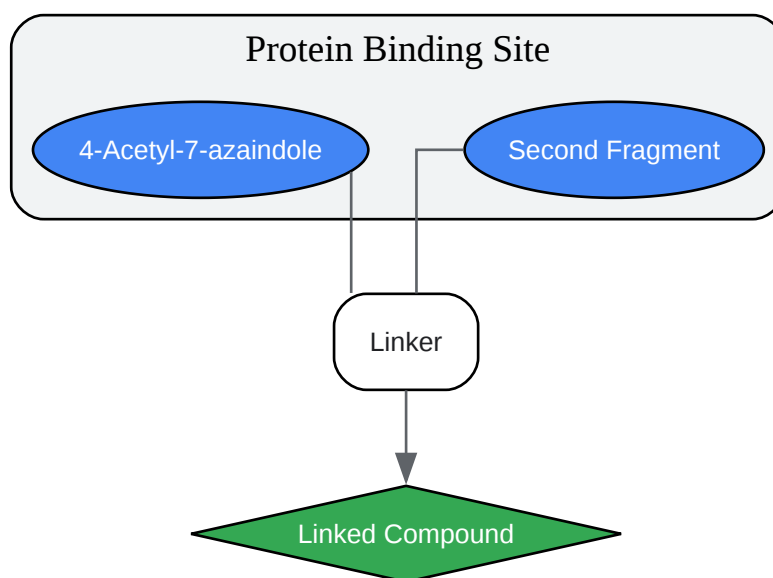 Protein Binding Site
4-Acetyl-7-azaindole
Second Fragment
Linker
Linked Compound